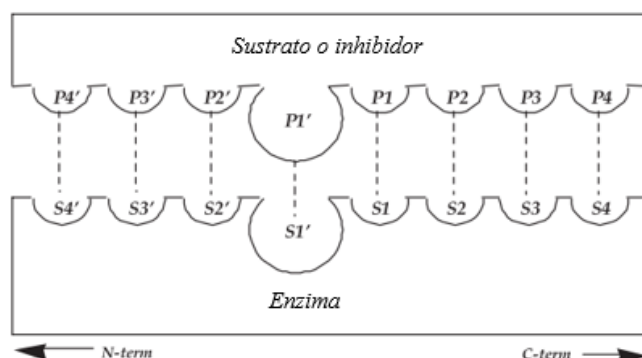 Sustrato o inhibidor
P4' P3' P2' P1' P1 P2 P3 P4
S4' S3' S2' S1' S1 S2 S3 S4
Enzima
N-term C-term